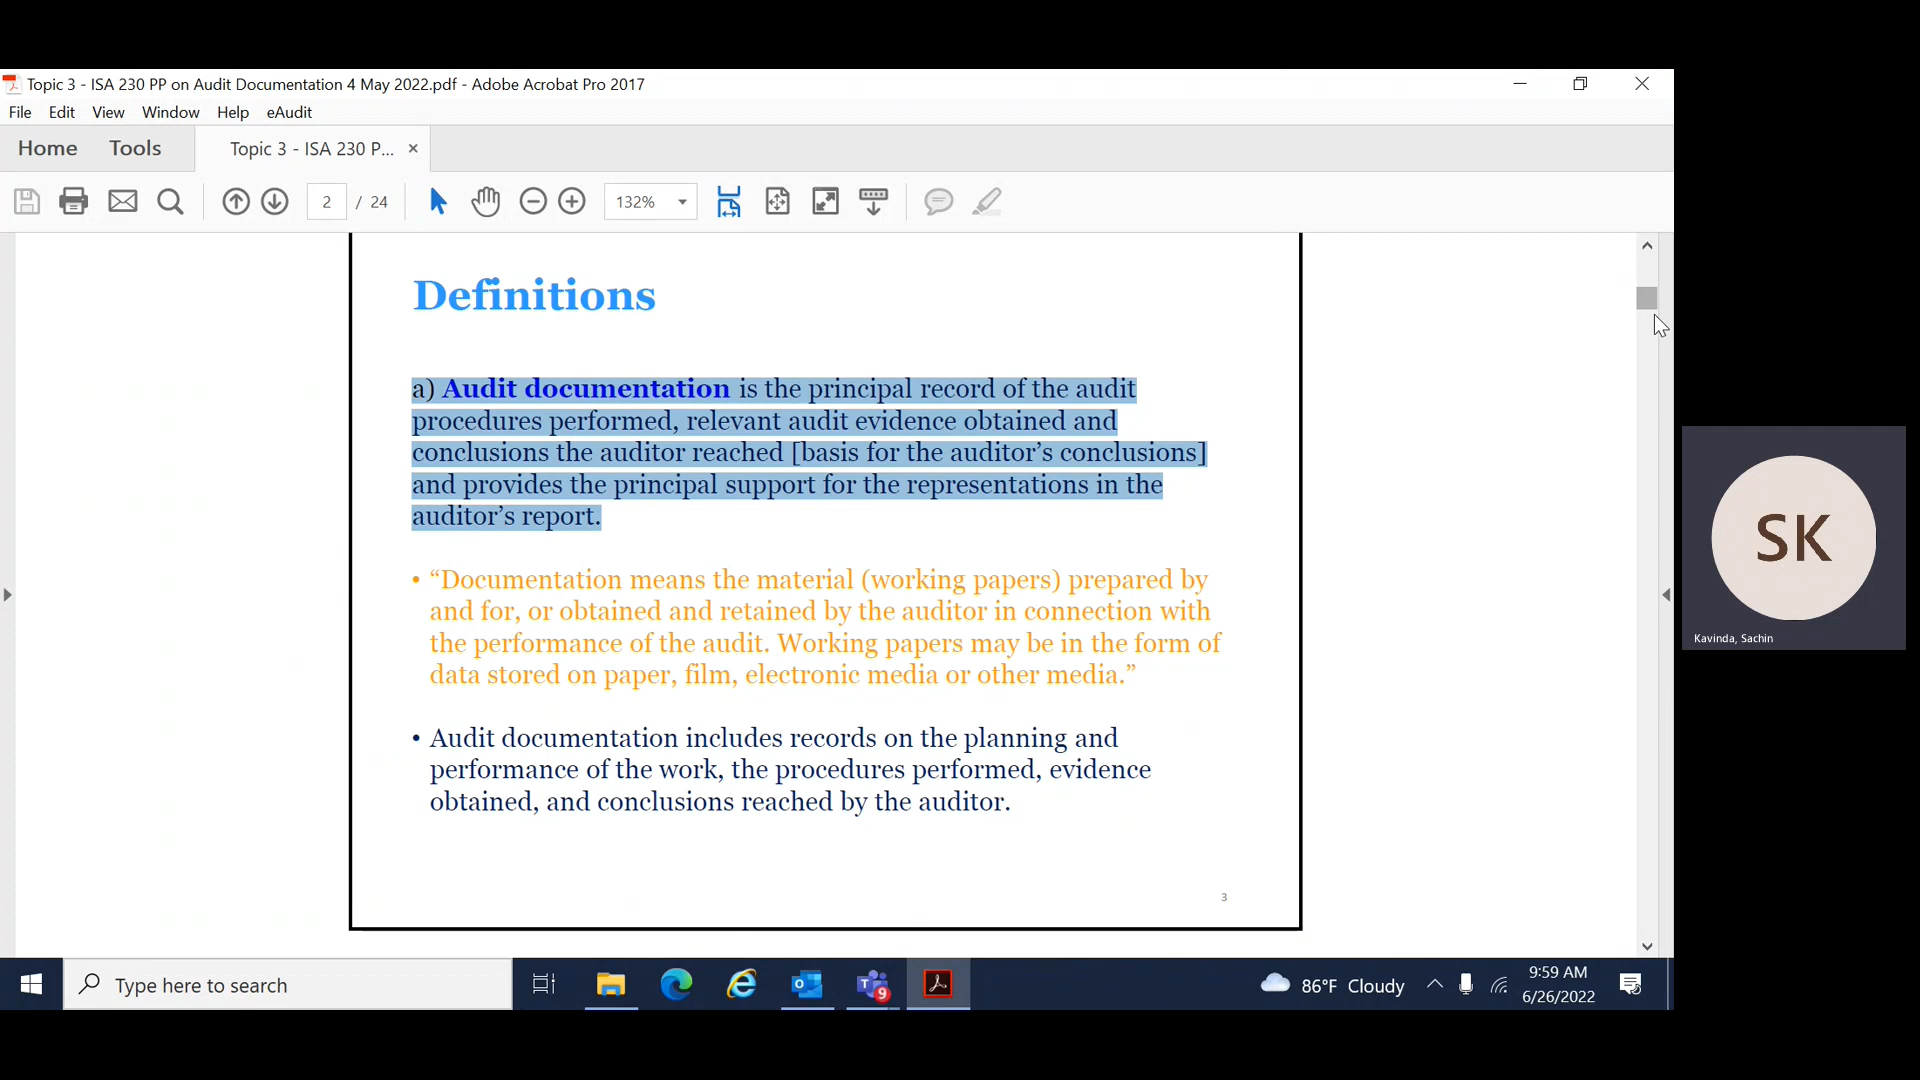 Topic 3 - ISA 230 PP on Audit Documentation 4 May 2022.pdf - Adobe Acrobat Pro 2017
File Edit View Window Help eAudit
Home Tools Topic 3 - ISA 230 P... ×
2 / 24 132%
Definitions
a) Audit documentation is the principal record of the audit
procedures performed, relevant audit evidence obtained and
conclusions the auditor reached [basis for the auditor’s conclusions]
and provides the principal support for the representations in the
auditor’s report.
• “Documentation means the material (working papers) prepared by
and for, or obtained and retained by the auditor in connection with
the performance of the audit. Working papers may be in the form of
data stored on paper, film, electronic media or other media.”
• Audit documentation includes records on the planning and
performance of the work, the procedures performed, evidence
obtained, and conclusions reached by the auditor.
3
SK
Kavinda, Sachin
Type here to search
9
86°F Cloudy
9:59 AM
6/26/2022